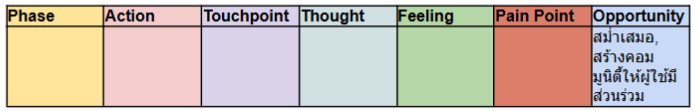 Phase Action Touchpoint Thought Feeling Pain Point Opportunity
สม่ำเสมอ,
สร้างคอม
มูนิตี้ให้ผู้ใช้มี
ส่วนร่วม